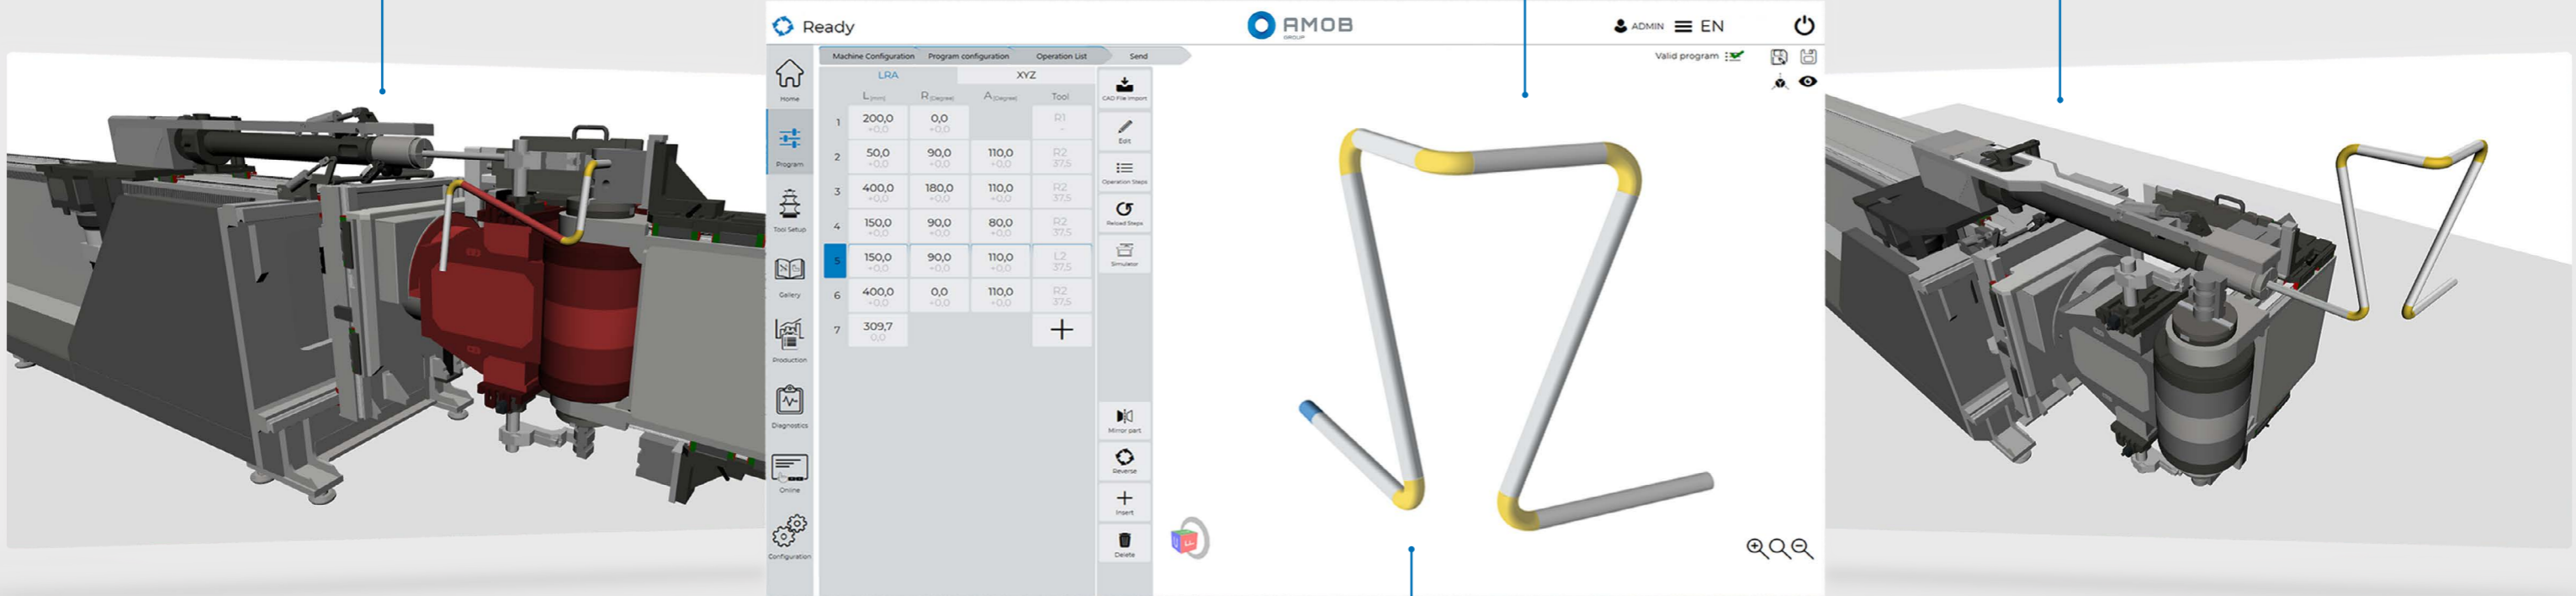 Ready
AMOB
GROUP
ADMIN EN
Machine Configuration Program configuration Operation List Send
Valid program
LRA XYZ
L (mm) R (Degree) A (Degree) Tool
1 200,0 0,0 R1
+0,0 +0,0 -
2 50,0 90,0 110,0 R2
+0,0 +0,0 +0,0 37,5
3 400,0 180,0 110,0 R2
+0,0 +0,0 +0,0 37,5
4 150,0 90,0 80,0 R2
+0,0 +0,0 +0,0 37,5
5 150,0 90,0 110,0 L2
+0,0 +0,0 +0,0 37,5
6 400,0 0,0 110,0 R2
+0,0 +0,0 +0,0 37,5
7 309,7
0,0
Home
Program
Tool Setup
Gallery
Production
Diagnostics
Online
Configuration
CAD File Import
Edit
Operation Steps
Reload Steps
Simulator
Mirror part
Reverse
Insert
Delete
F